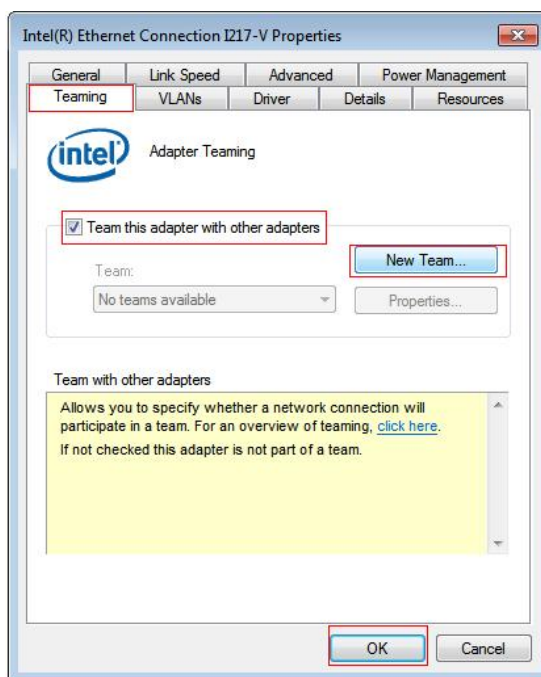 Intel(R) Ethernet Connection I217-V Properties
General Link Speed Advanced Power Management
Teaming VLANs Driver Details Resources
intel Adapter Teaming
Team this adapter with other adapters
New Team...
Team:
No teams available Properties...
Team with other adapters
Allows you to specify whether a network connection will
participate in a team. For an overview of teaming, click here.
If not checked this adapter is not part of a team.
OK Cancel